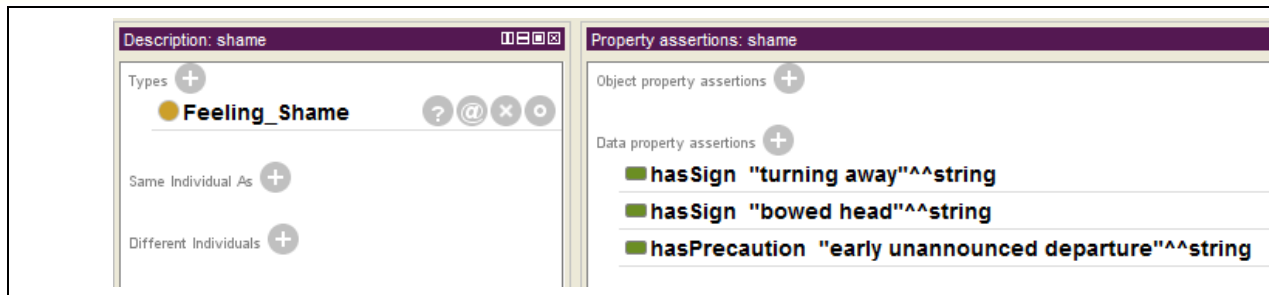 Description: shame
Types
Feeling_Shame
Same Individual As
Different Individuals
Property assertions: shame
Object property assertions
Data property assertions
hasSign "turning away"^^string
hasSign "bowed head"^^string
hasPrecaution "early unannounced departure"^^string